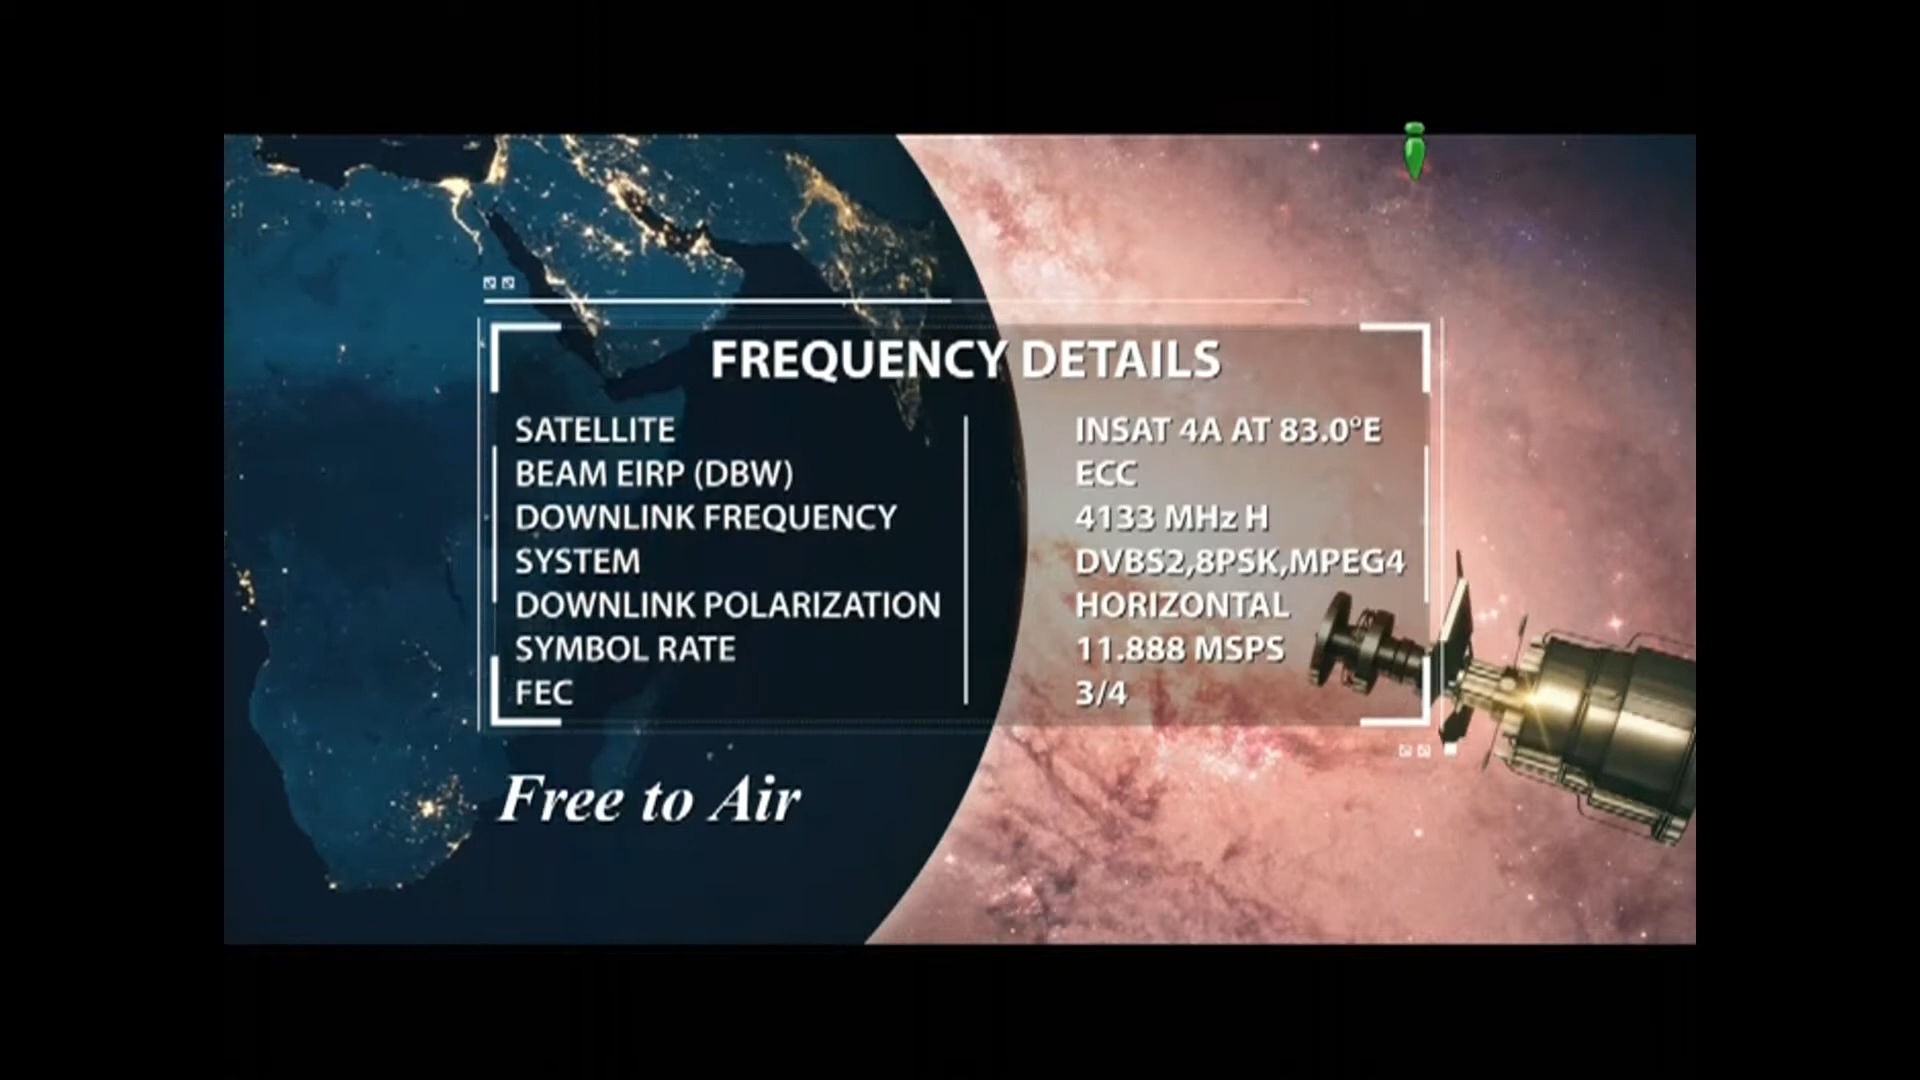 FREQUENCY DETAILS
SATELLITE INSAT 4A AT 83.0°E
BEAM EIRP (DBW) ECC
DOWNLINK FREQUENCY 4133 MHz H
SYSTEM DVBS2,8PSK,MPEG4
DOWNLINK POLARIZATION HORIZONTAL
SYMBOL RATE 11.888 MSPS
FEC 3/4
Free to Air